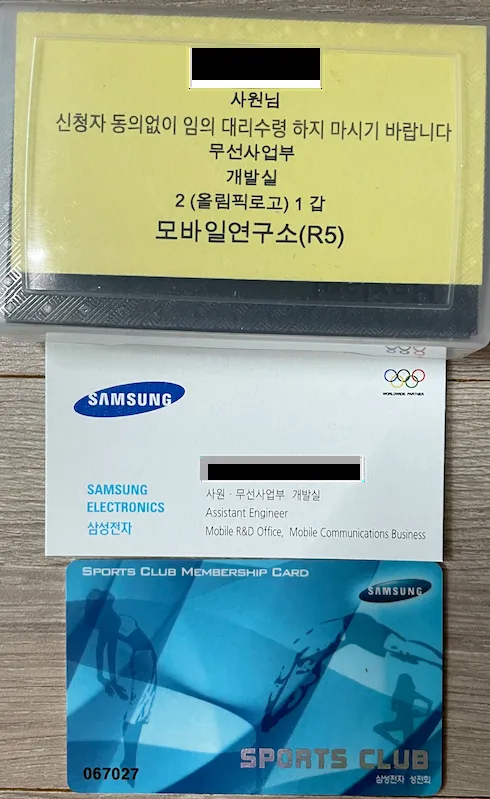 사원님
신청자 동의없이 임의 대리수령 하지 마시기 바랍니다
무선사업부
개발실
2 (올림픽로고) 1 갑
모바일연구소(R5)
SAMSUNG
WORLDWIDE PARTNER
SAMSUNG
ELECTRONICS
삼성전자
사원 · 무선사업부 개발실
Assistant Engineer
Mobile R&D Office, Mobile Communications Business
SPORTS CLUB MEMBERSHIP CARD
SAMSUNG
SPORTS CLUB
삼성전자 성전회
067027